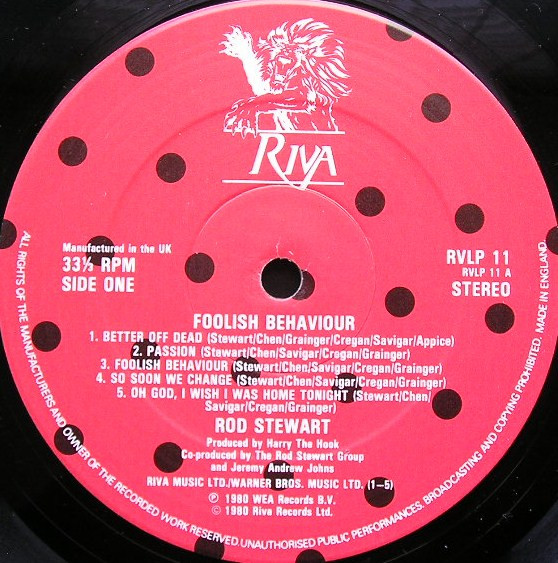 RIVA
Manufactured in the UK
33⅓ RPM
SIDE ONE
RVLP 11
RVLP 11 A
STEREO
FOOLISH BEHAVIOUR
1. BETTER OFF DEAD (Stewart/Chen/Grainger/Cregan/Savigar/Appice)
2. PASSION (Stewart/Chen/Savigar/Cregan/Grainger)
3. FOOLISH BEHAVIOUR (Stewart/Chen/Savigar/Cregan/Grainger)
4. SO SOON WE CHANGE (Stewart/Chen/Savigar/Cregan/Grainger)
5. OH GOD, I WISH I WAS HOME TONIGHT (Stewart/Chen/
Savigar/Cregan/Grainger)
ROD STEWART
Produced by Harry The Hook
Co-produced by The Rod Stewart Group
and Jeremy Andrew Johns
RIVA MUSIC LTD./WARNER BROS. MUSIC LTD. (1–5)
℗ 1980 WEA Records B.V.
© 1980 Riva Records Ltd.
ALL RIGHTS OF THE MANUFACTURERS AND OWNER OF THE RECORDED WORK RESERVED. UNAUTHORISED PUBLIC PERFORMANCES, BROADCASTING AND COPYING PROHIBITED. MADE IN ENGLAND